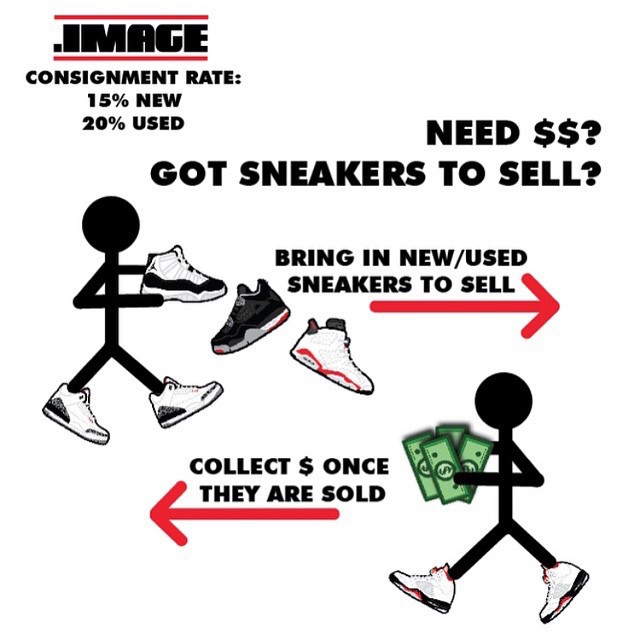 .IMAGE
CONSIGNMENT RATE:
15% NEW
20% USED
NEED $$?
GOT SNEAKERS TO SELL?
BRING IN NEW/USED
SNEAKERS TO SELL
COLLECT $ ONCE
THEY ARE SOLD